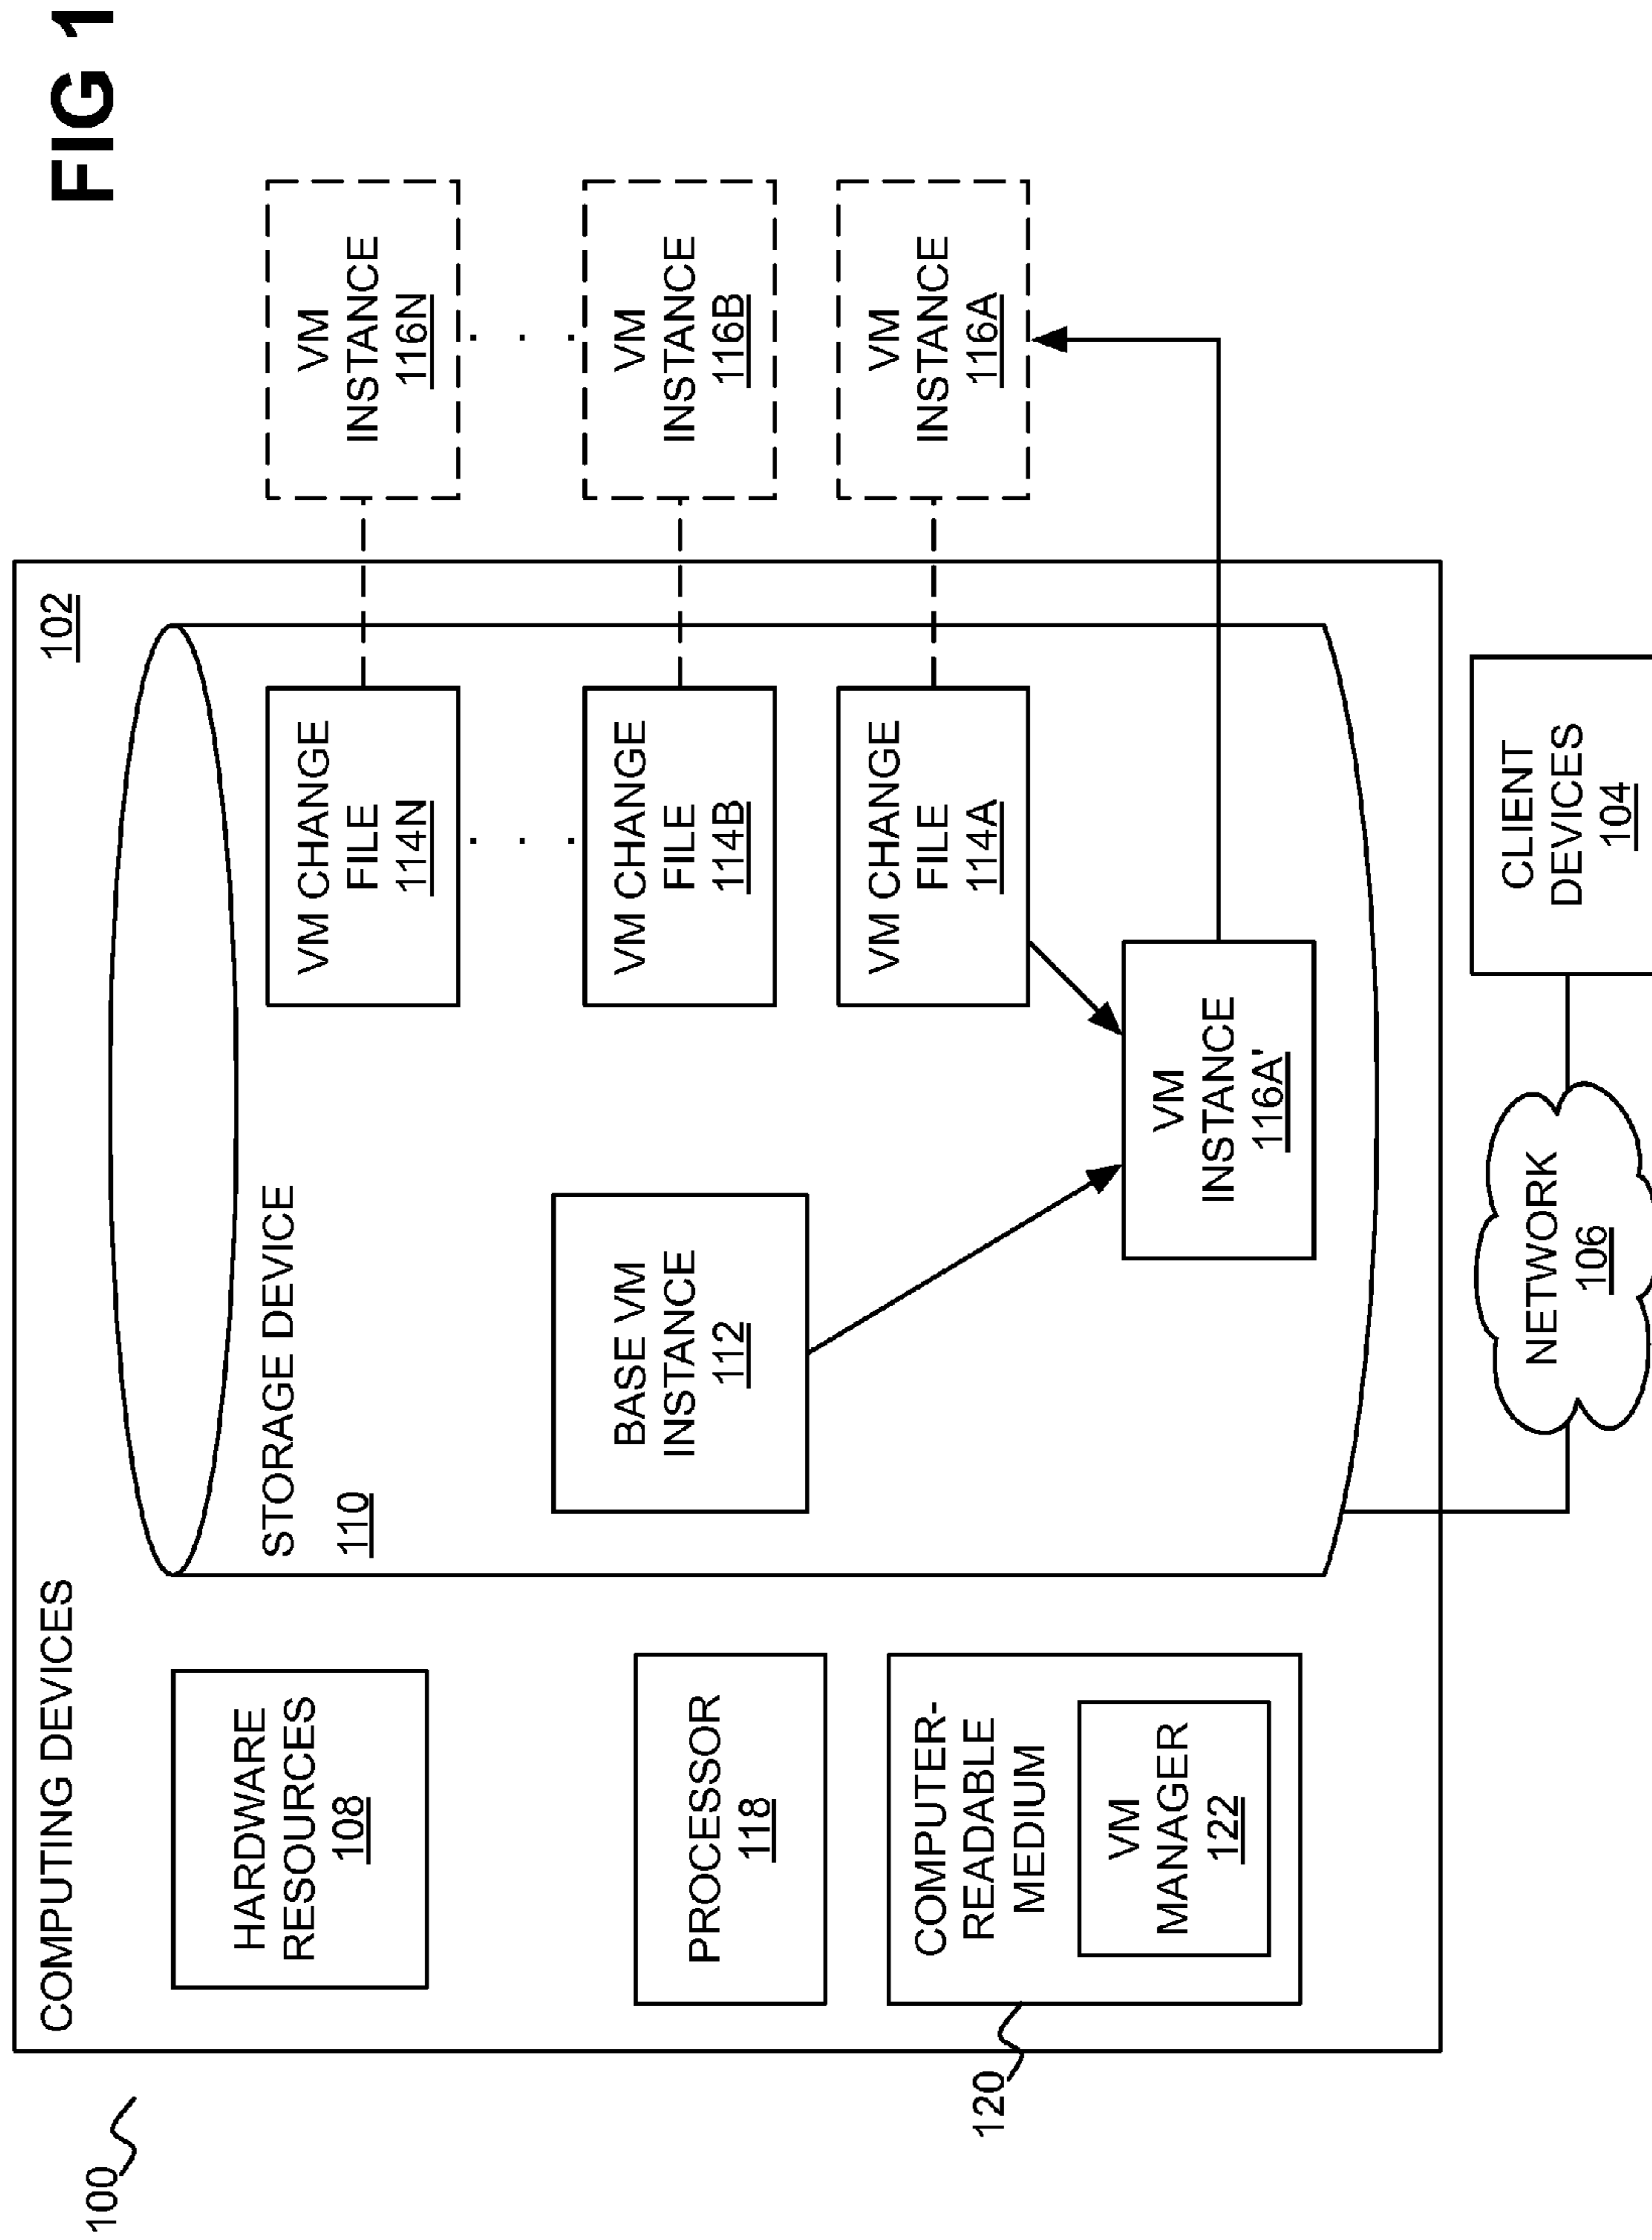 FIG 1
100
COMPUTING DEVICES
102
HARDWARE
RESOURCES
108
STORAGE DEVICE
110
VM CHANGE
FILE
114N
VM
INSTANCE
116N
. . .
. . .
PROCESSOR
118
BASE VM
INSTANCE
112
VM CHANGE
FILE
114B
VM
INSTANCE
116B
120
COMPUTER-
READABLE
MEDIUM
VM
MANAGER
122
VM CHANGE
FILE
114A
VM
INSTANCE
116A
VM
INSTANCE
116A'
NETWORK
106
CLIENT
DEVICES
104